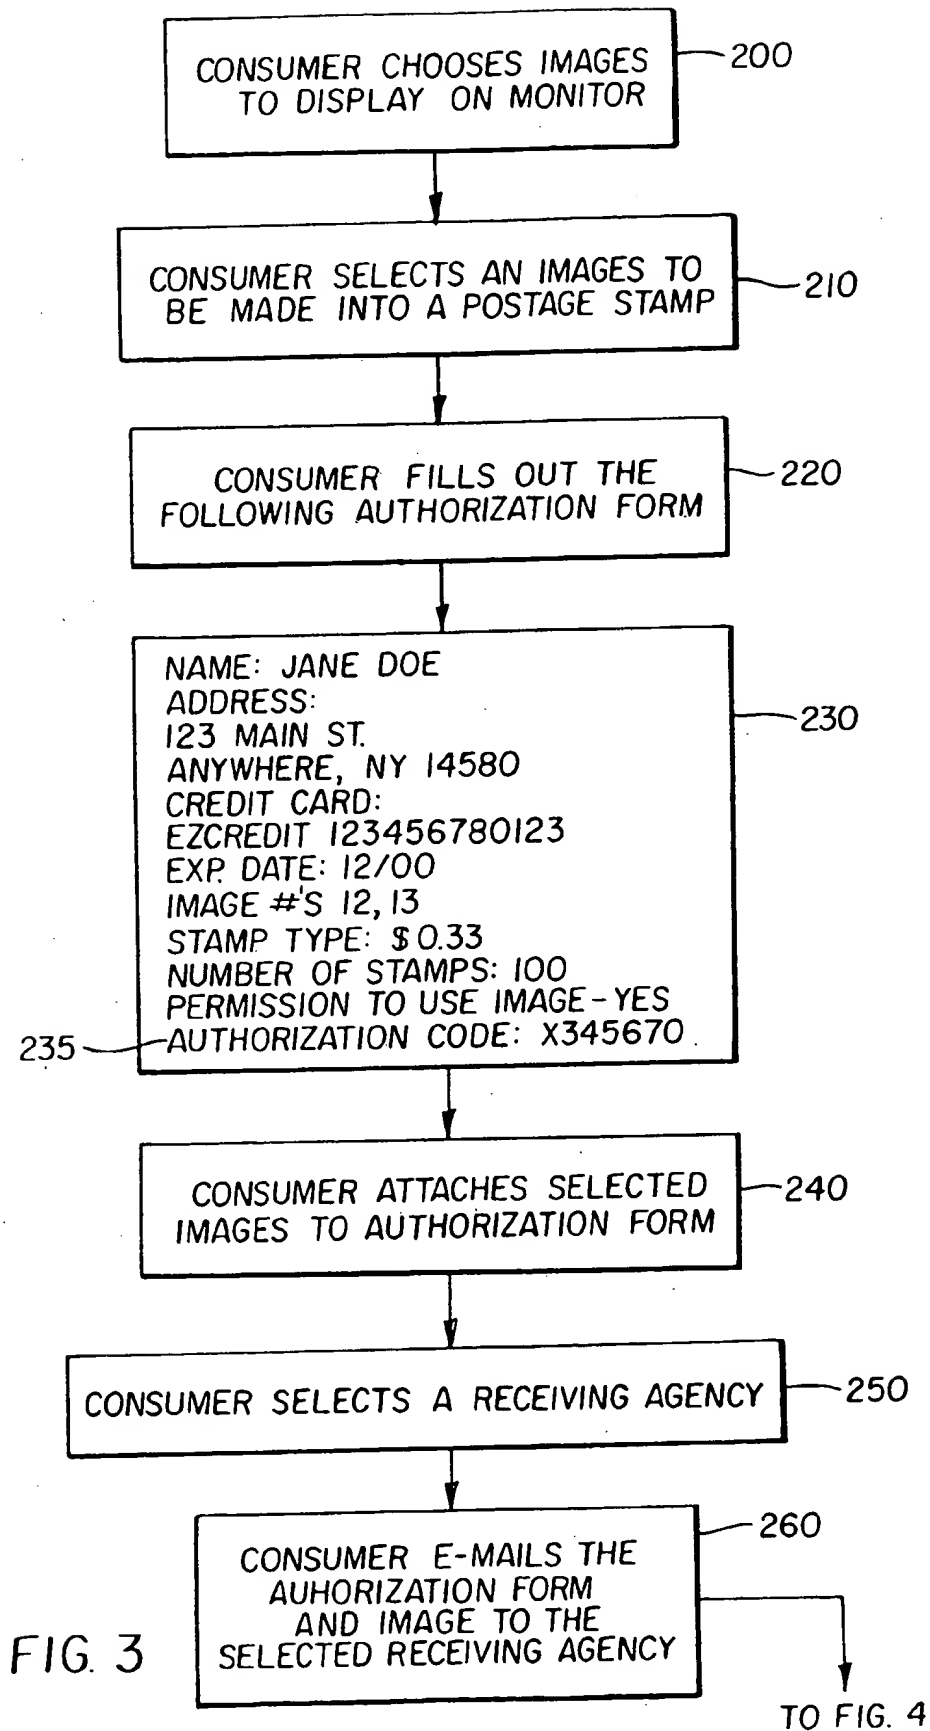 CONSUMER CHOOSES IMAGES
TO DISPLAY ON MONITOR
200
CONSUMER SELECTS AN IMAGES TO
BE MADE INTO A POSTAGE STAMP
210
CONSUMER FILLS OUT THE
FOLLOWING AUTHORIZATION FORM
220
NAME: JANE DOE
ADDRESS:
123 MAIN ST.
ANYWHERE, NY 14580
CREDIT CARD:
EZCREDIT 123456780123
EXP. DATE: 12/00
IMAGE #'S 12, 13
STAMP TYPE: $0.33
NUMBER OF STAMPS: 100
PERMISSION TO USE IMAGE-YES
AUTHORIZATION CODE: X345670
230
235
CONSUMER ATTACHES SELECTED
IMAGES TO AUTHORIZATION FORM
240
CONSUMER SELECTS A RECEIVING AGENCY
250
CONSUMER E-MAILS THE
AUHORIZATION FORM
AND IMAGE TO THE
SELECTED RECEIVING AGENCY
260
FIG. 3
TO FIG. 4